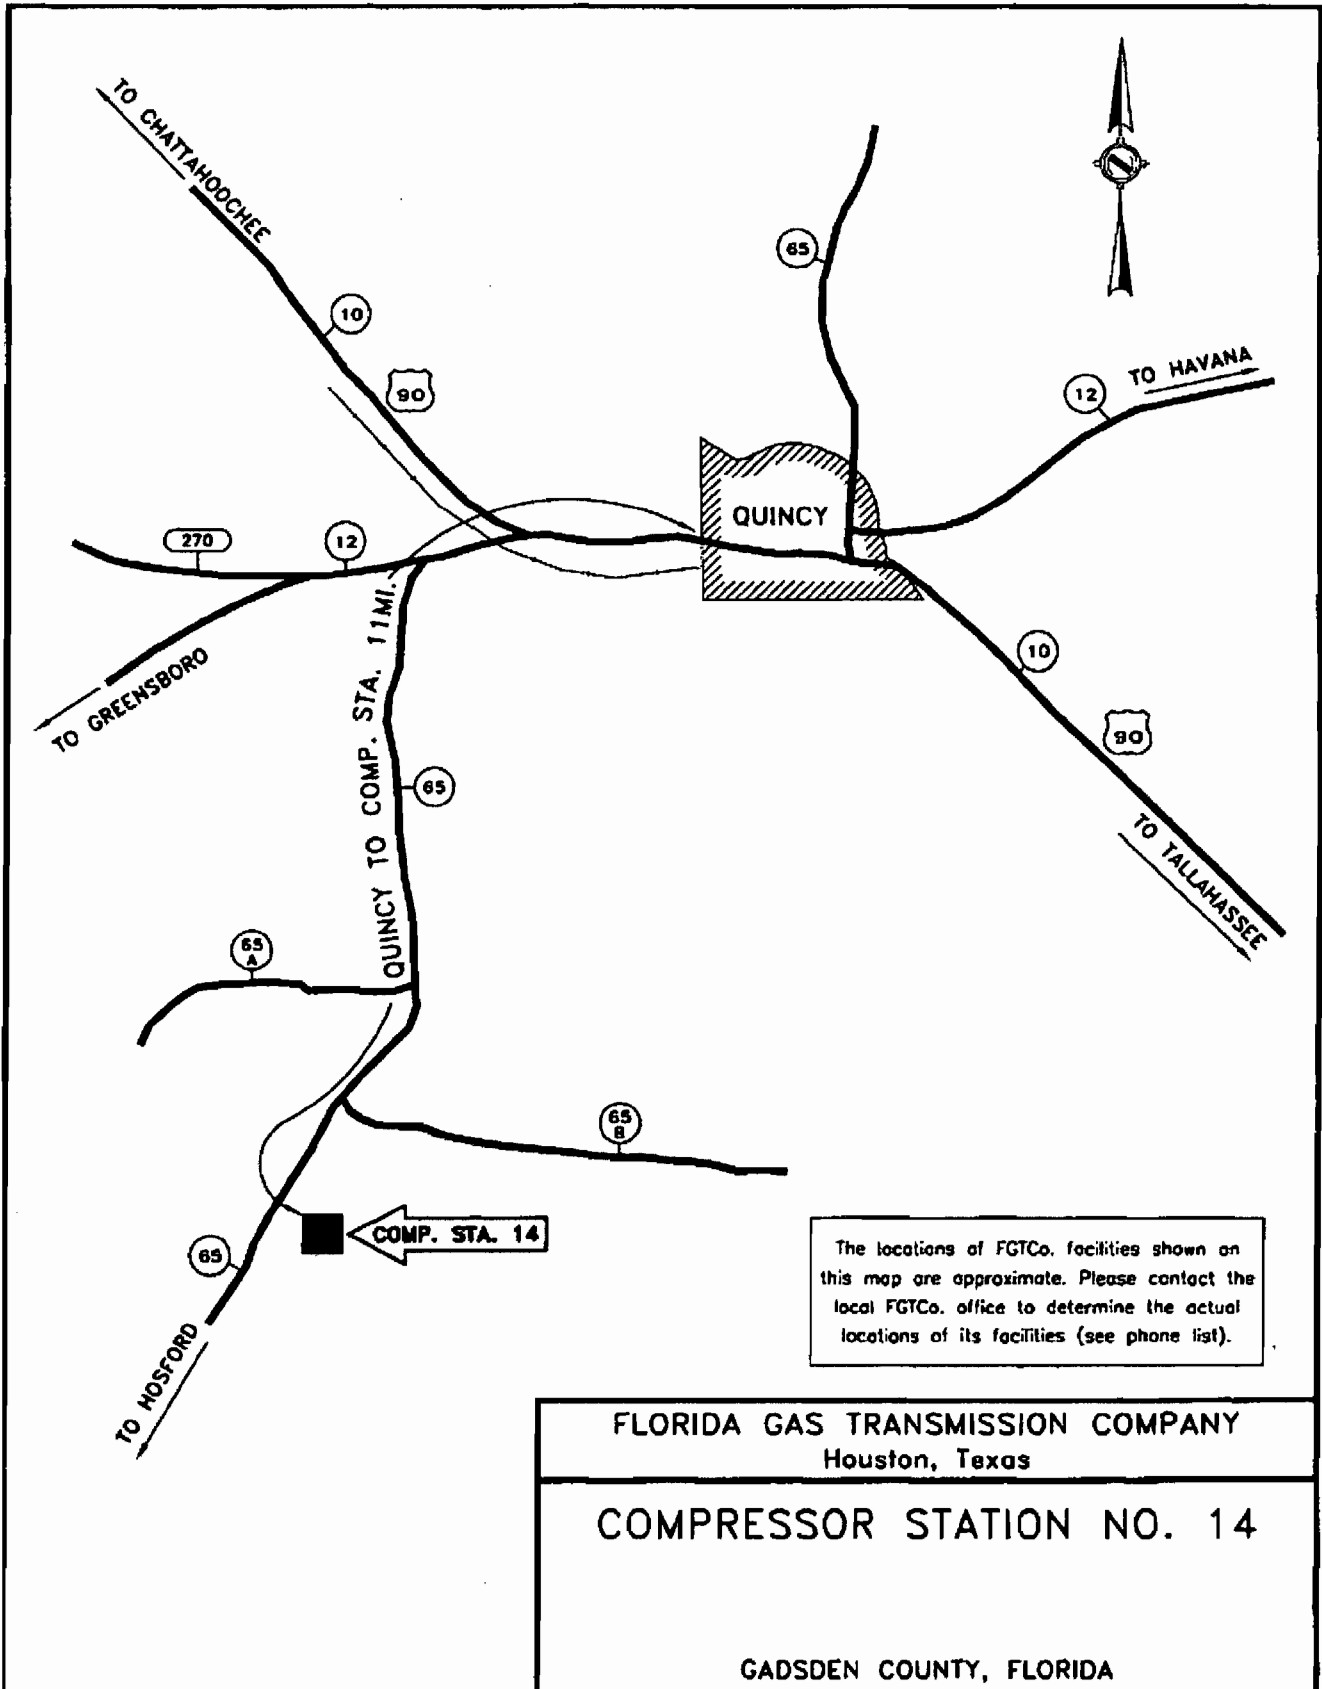 TO CHATTAHOOCHEE
10
90
65
12
TO HAVANA
QUINCY
270
12
TO GREENSBORO
QUINCY TO COMP. STA. 11MI.
65
10
90
TO TALLAHASSEE
65
A
65
B
COMP. STA. 14
65
TO HOSFORD
The locations of FGTCo. facilities shown on
this map are approximate. Please contact the
local FGTCo. office to determine the actual
locations of its facilities (see phone list).
FLORIDA GAS TRANSMISSION COMPANY
Houston, Texas
COMPRESSOR STATION NO. 14
GADSDEN COUNTY, FLORIDA